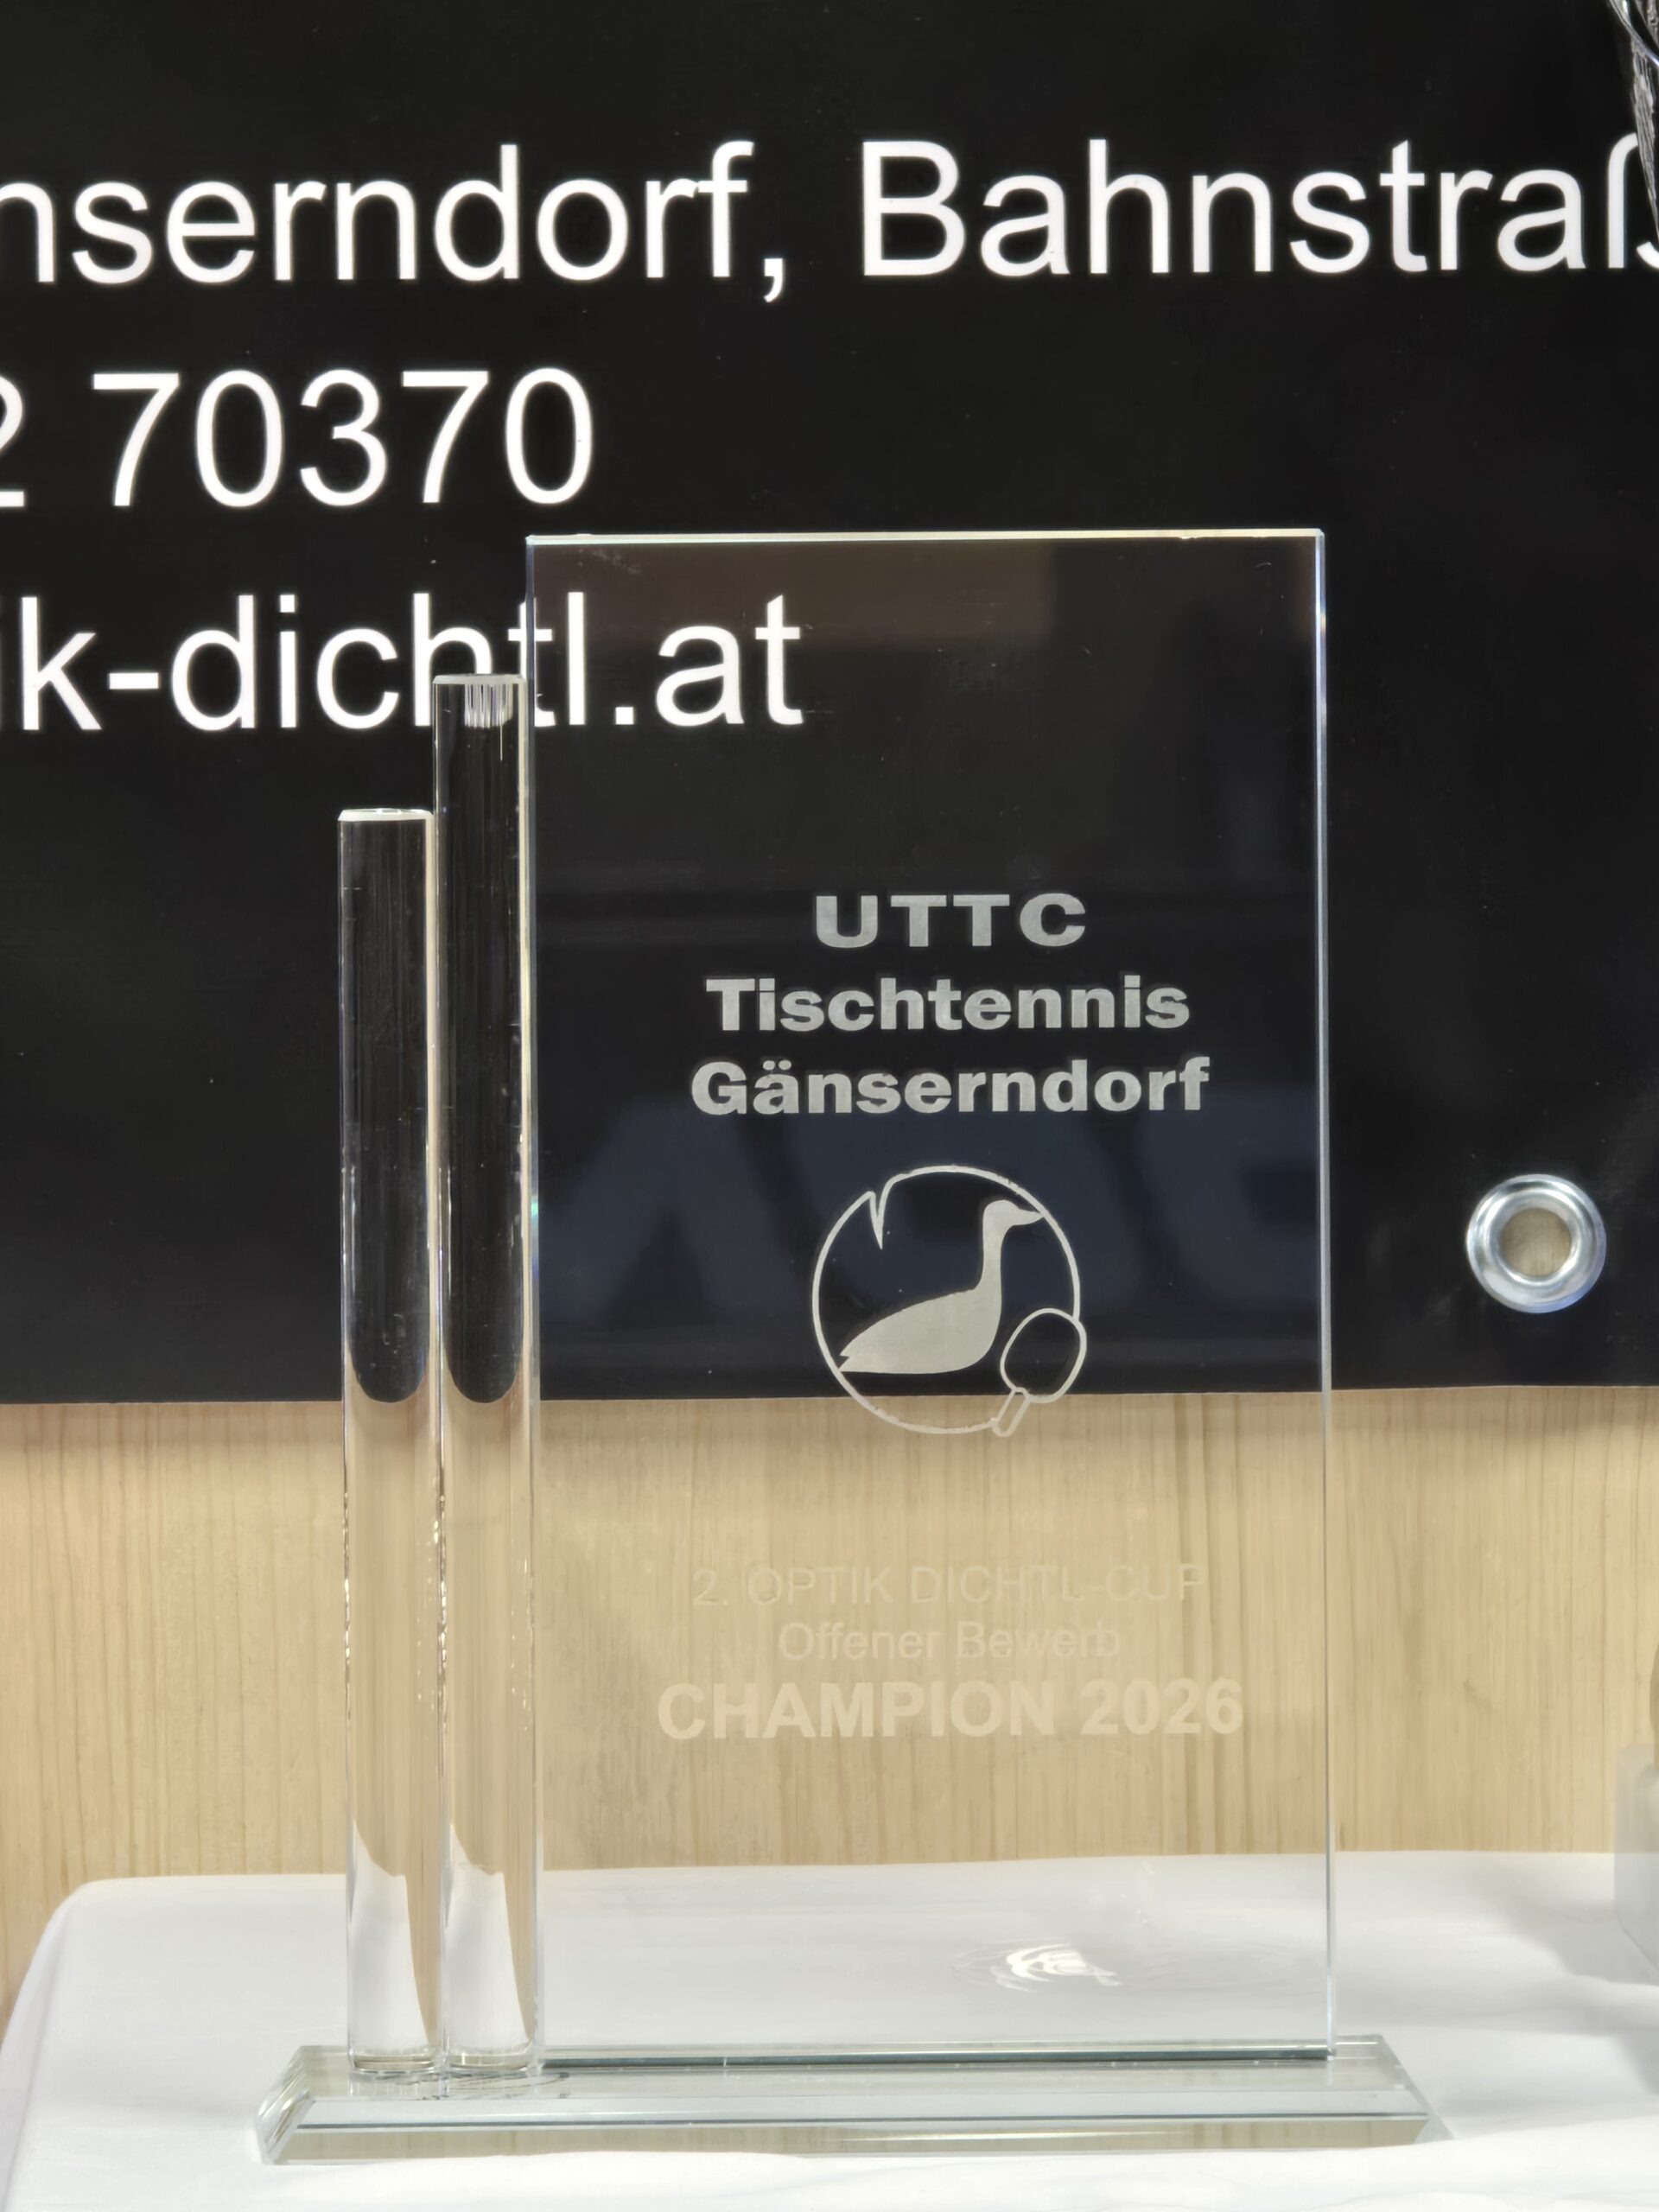 nserndorf, Bahnstraß
2 70370
ik-dichtl.at
UTTC
Tischtennis
Gänserndorf
2. OPTIK DICHTL-CUP
Offener Bewerb
CHAMPION 2026